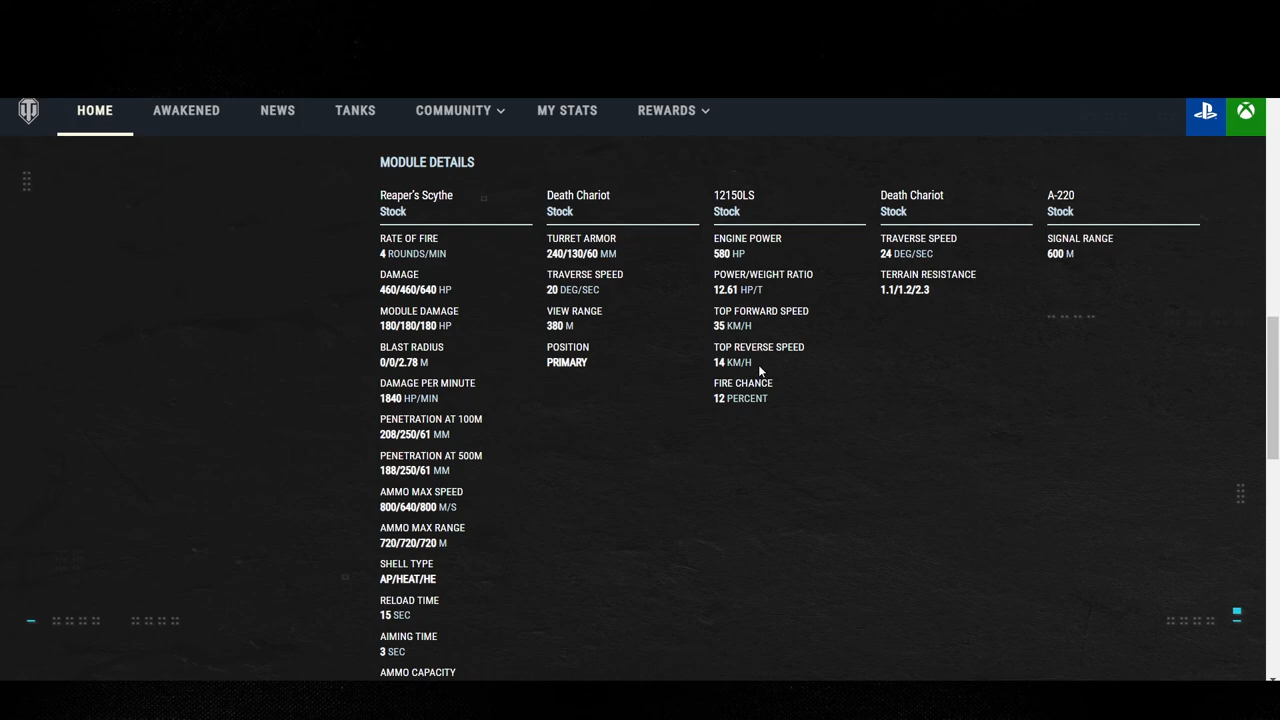 HOME AWAKENED NEWS TANKS COMMUNITY MY STATS REWARDS
MODULE DETAILS
Reaper's Scythe
Stock
RATE OF FIRE
4 ROUNDS/MIN
DAMAGE
460/460/640 HP
MODULE DAMAGE
180/180/180 HP
BLAST RADIUS
0/0/2.78 M
DAMAGE PER MINUTE
1840 HP/MIN
PENETRATION AT 100M
208/250/61 MM
PENETRATION AT 500M
188/250/61 MM
AMMO MAX SPEED
800/640/800 M/S
AMMO MAX RANGE
720/720/720 M
SHELL TYPE
AP/HEAT/HE
RELOAD TIME
15 SEC
AIMING TIME
3 SEC
AMMO CAPACITY
Death Chariot
Stock
TURRET ARMOR
240/130/60 MM
TRAVERSE SPEED
20 DEG/SEC
VIEW RANGE
380 M
POSITION
PRIMARY
12150LS
Stock
ENGINE POWER
580 HP
POWER/WEIGHT RATIO
12.61 HP/T
TOP FORWARD SPEED
35 KM/H
TOP REVERSE SPEED
14 KM/H
FIRE CHANCE
12 PERCENT
Death Chariot
Stock
TRAVERSE SPEED
24 DEG/SEC
TERRAIN RESISTANCE
1.1/1.2/2.3
A-220
Stock
SIGNAL RANGE
600 M